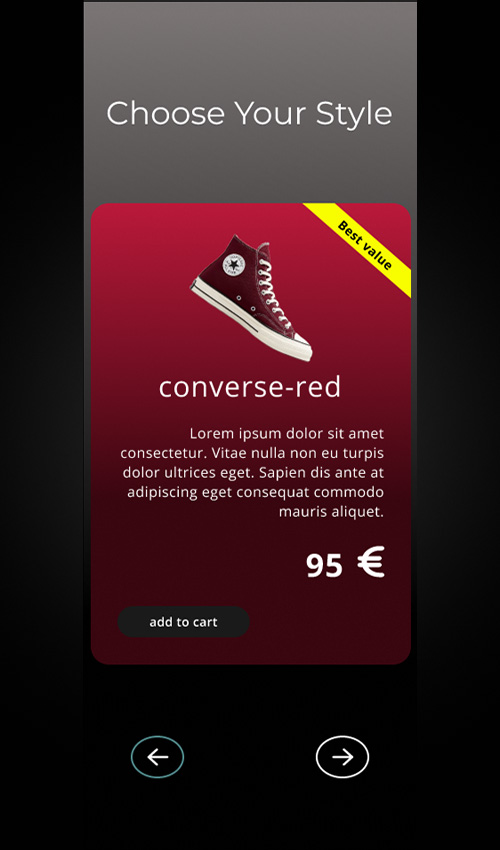 Choose Your Style
Best value
converse-red
Lorem ipsum dolor sit amet
consectetur. Vitae nulla non eu turpis
dolor ultrices eget. Sapien dis ante at
adipiscing eget consequat commodo
mauris aliquet.
95 €
add to cart